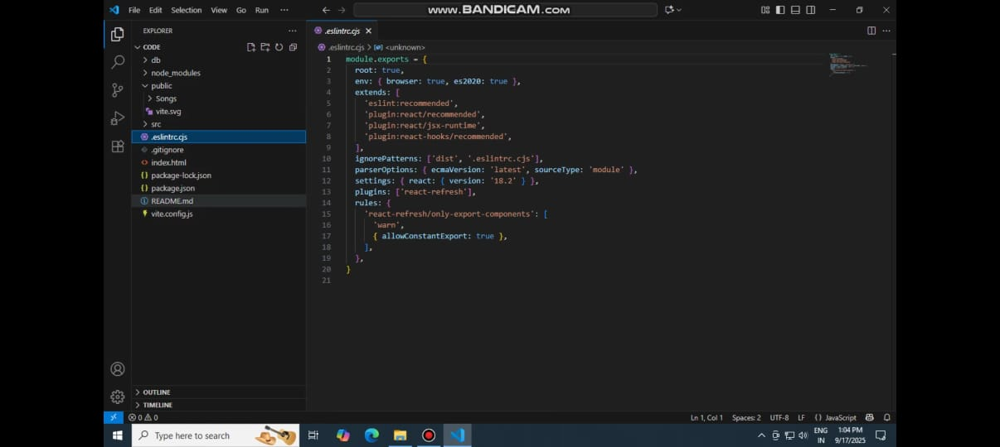 File Edit Selection View Go Run ···
www.BANDICAM.com
EXPLORER ···
CODE
db
node_modules
public
Songs
vite.svg
src
.eslintrc.cjs
.gitignore
index.html
package-lock.json
package.json
README.md
vite.config.js
OUTLINE
TIMELINE
.eslintrc.cjs
.eslintrc.cjs > <unknown>
1 module.exports = {
2 root: true,
3 env: { browser: true, es2020: true },
4 extends: [
5 'eslint:recommended',
6 'plugin:react/recommended',
7 'plugin:react/jsx-runtime',
8 'plugin:react-hooks/recommended',
9 ],
10 ignorePatterns: ['dist', '.eslintrc.cjs'],
11 parserOptions: { ecmaVersion: 'latest', sourceType: 'module' },
12 settings: { react: { version: '18.2' } },
13 plugins: ['react-refresh'],
14 rules: {
15 'react-refresh/only-export-components': [
16 'warn',
17 { allowConstantExport: true },
18 ],
19 },
20 }
21
0 0
Ln 1, Col 1 Spaces: 2 UTF-8 LF {} JavaScript
Type here to search
ENG
IN
1:04 PM
9/17/2025